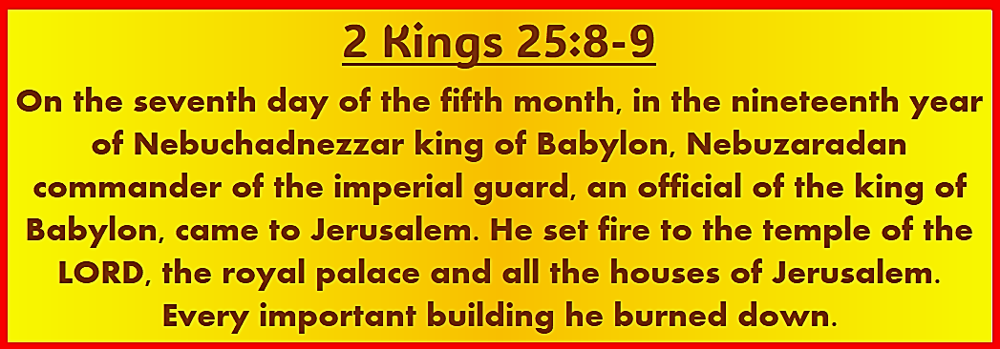 2 Kings 25:8-9
On the seventh day of the fifth month, in the nineteenth year
of Nebuchadnezzar king of Babylon, Nebuzaradan
commander of the imperial guard, an official of the king of
Babylon, came to Jerusalem. He set fire to the temple of the
LORD, the royal palace and all the houses of Jerusalem.
Every important building he burned down.